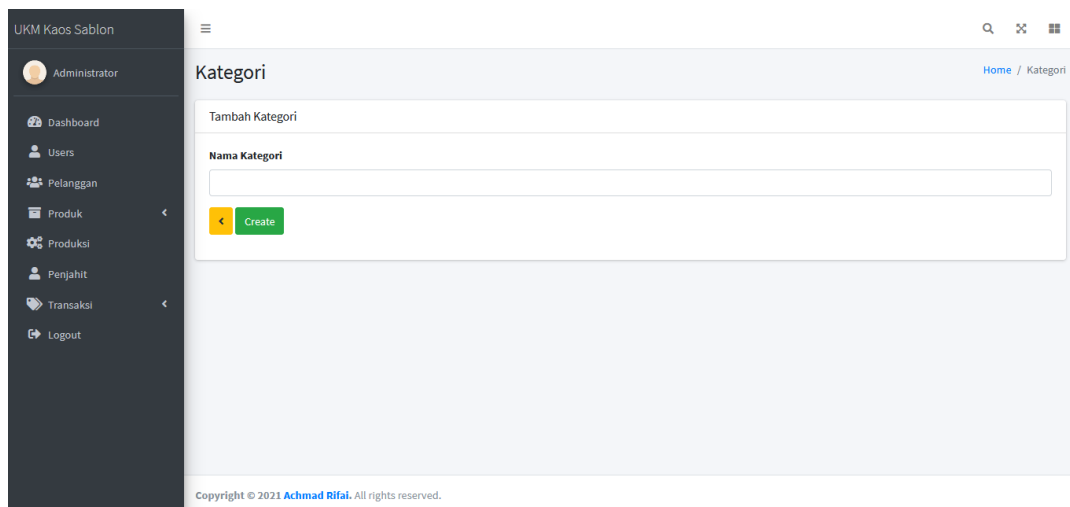 UKM Kaos Sablon
Administrator
Dashboard
Users
Pelanggan
Produk
Produksi
Penjahit
Transaksi
Logout
Kategori
Home / Kategori
Tambah Kategori
Nama Kategori
Create
Copyright © 2021 Achmad Rifai. All rights reserved.